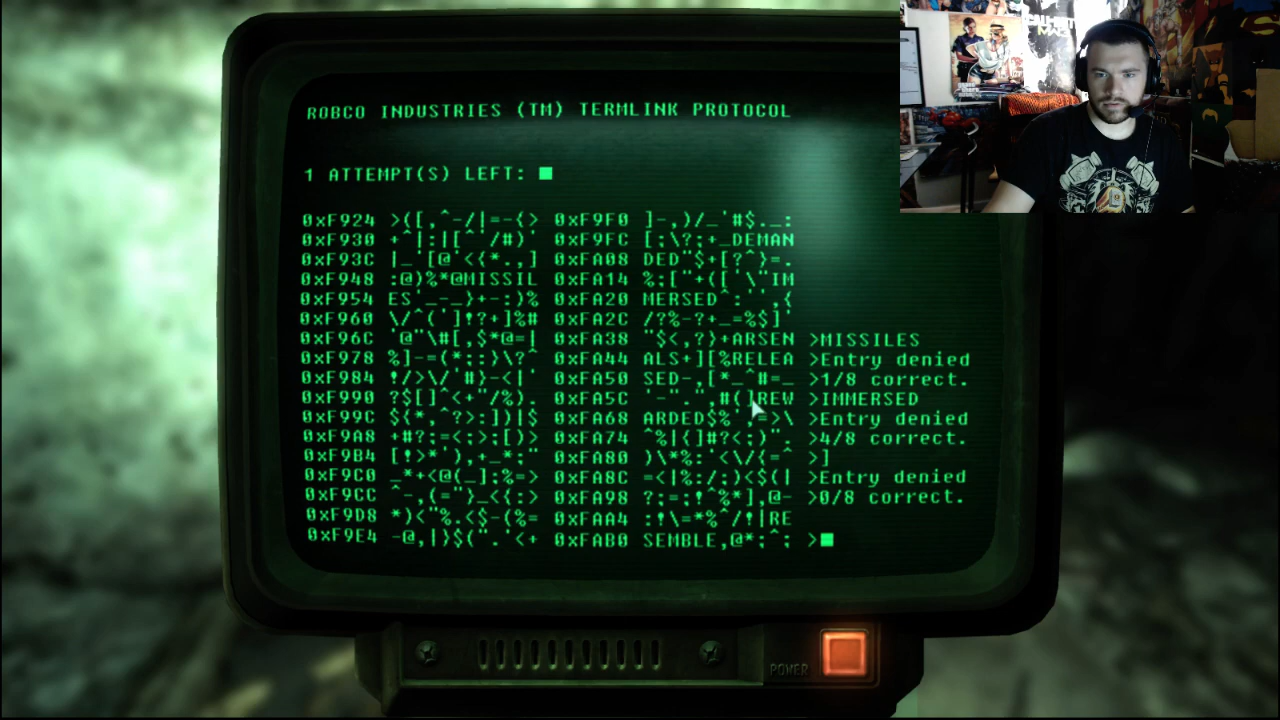 ROBCO INDUSTRIES (TM) TERMLINK PROTOCOL
1 ATTEMPT(S) LEFT:
0xF924 >([,^-/|=-{> 0xF9F0 ]-,)/_'#$._:
0xF930 +^|:|[^¨/#)' 0xF9FC [;\?;+_DEMAN
0xF93C |_'[@'<{*.,] 0xFA08 DED"$+[?^}=.
0xF948 :@)%*@MISSIL 0xFA14 %:["+([¨\"IM
0xF954 ES'_-_}+-:)% 0xFA20 MERSED^:'',{
0xF960 \/^(']!?+]%# 0xFA2C /?%-?+_=%$]'
0xF96C '@"\#[,$*@=| 0xFA38 "$<,?}+ARSEN >MISSILES
0xF978 %]-=(*::}\?^ 0xFA44 ALS+][%RELEA >Entry denied
0xF984 !/>\/'#}-<|' 0xFA50 SED-,[*_^#=_ >1/8 correct.
0xF990 ?$[]^<+"/%). 0xFA5C '-".",#(]REW >IMMERSED
0xF99C ${*,^?>:])|$ 0xFA68 ARDED$%',=>\ >Entry denied
0xF9A8 +#?:=<;>:[)> 0xFA74 ^%|{]#?<;)": >4/8 correct.
0xF9B4 [!>*'),+_*;" 0xFA80 )\*%:'<\/{=^ >]
0xF9C0 _*+<@(_]:%=> 0xFA8C =<|%:/;)<$(| >Entry denied
0xF9CC ^-,(="}_<{:> 0xFA98 ?;=;!^%*],@- >0/8 correct.
0xF9D8 *)<"%.<$-(%= 0xFAA4 :!\=*%^/!|RE
0xF9E4 -@,|}$(".'<+ 0xFAB0 SEMBLE,@*;^; >
POWER